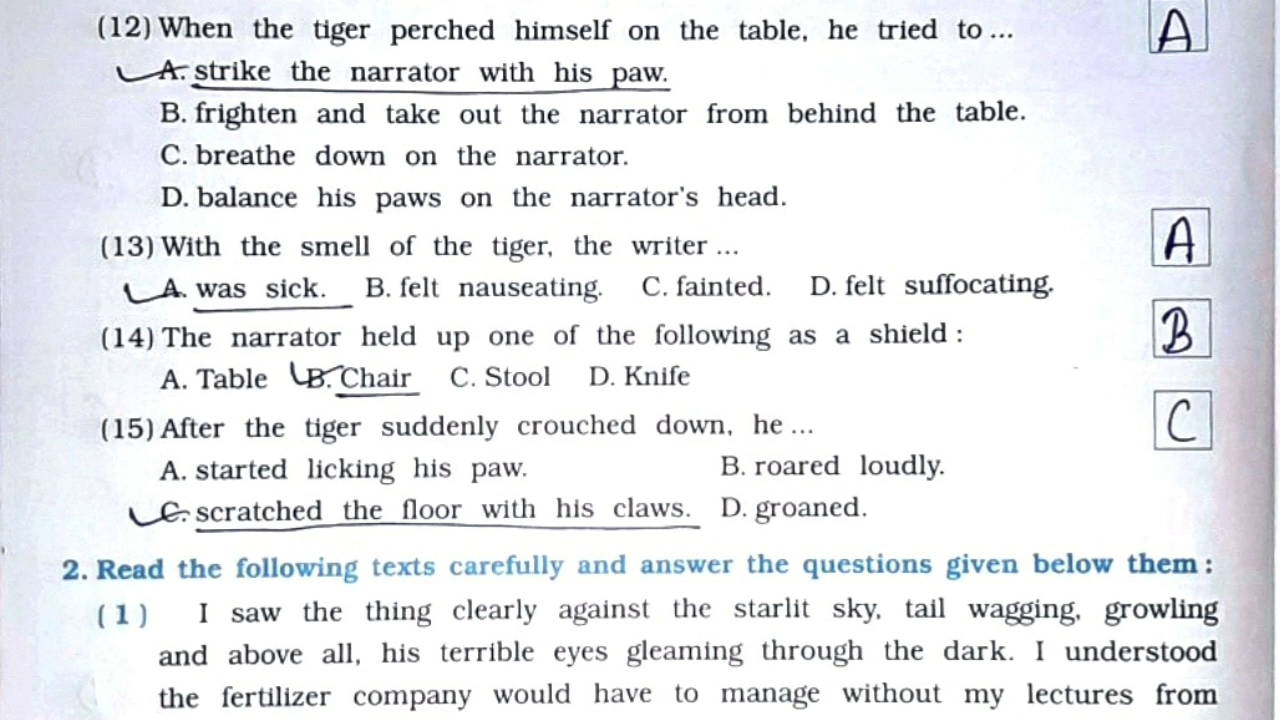 (12) When the tiger perched himself on the table, he tried to ... A
A. strike the narrator with his paw.
B. frighten and take out the narrator from behind the table.
C. breathe down on the narrator.
D. balance his paws on the narrator's head.
(13) With the smell of the tiger, the writer ... A
A. was sick. B. felt nauseating. C. fainted. D. felt suffocating.
(14) The narrator held up one of the following as a shield : B
A. Table B. Chair C. Stool D. Knife
(15) After the tiger suddenly crouched down, he ... C
A. started licking his paw. B. roared loudly.
C. scratched the floor with his claws. D. groaned.
2. Read the following texts carefully and answer the questions given below them :
(1) I saw the thing clearly against the starlit sky, tail wagging, growling
and above all, his terrible eyes gleaming through the dark. I understood
the fertilizer company would have to manage without my lectures from